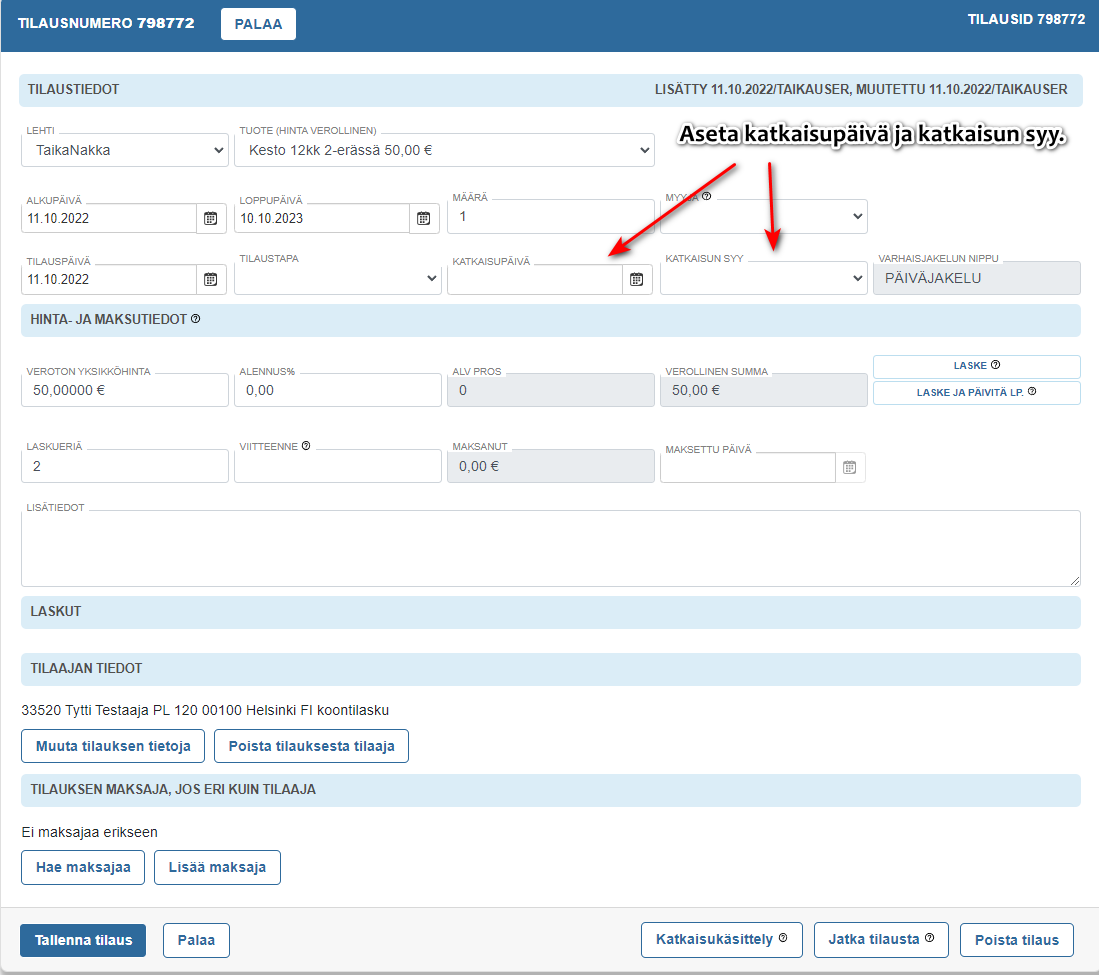 TILAUSNUMERO 798772 PALAA TILAUSID 798772
TILAUSTIEDOT LISÄTTY 11.10.2022/TAIKAUSER, MUUTETTU 11.10.2022/TAIKAUSER
Aseta katkaisupäivä ja katkaisun syy.
LEHTI TUOTE (HINTA VEROLLINEN)
TaikaNakka Kesto 12kk 2-erässä 50,00 €
ALKUPÄIVÄ LOPPUPÄIVÄ MÄÄRÄ MYYJÄ
11.10.2022 10.10.2023 1
TILAUSPÄIVÄ TILAUSTAPA KATKAISUPÄIVÄ KATKAISUN SYY VARHAISJAKELUN NIPPU
11.10.2022 PÄIVÄJAKELU
HINTA- JA MAKSUTIEDOT
VEROTON YKSIKKÖHINTA ALENNUS% ALV PROS VEROLLINEN SUMMA LASKE
50,00000 € 0,00 0 50,00 € LASKE JA PÄIVITÄ LP.
LASKUERIÄ VIITTEENNE MAKSANUT MAKSETTU PÄIVÄ
2 0,00 €
LISÄTIEDOT
LASKUT
TILAAJAN TIEDOT
33520 Tytti Testaaja PL 120 00100 Helsinki FI koontilasku
Muuta tilauksen tietoja Poista tilauksesta tilaaja
TILAUKSEN MAKSAJA, JOS ERI KUIN TILAAJA
Ei maksajaa erikseen
Hae maksajaa Lisää maksaja
Tallenna tilaus Palaa Katkaisukäsittely Jatka tilausta Poista tilaus